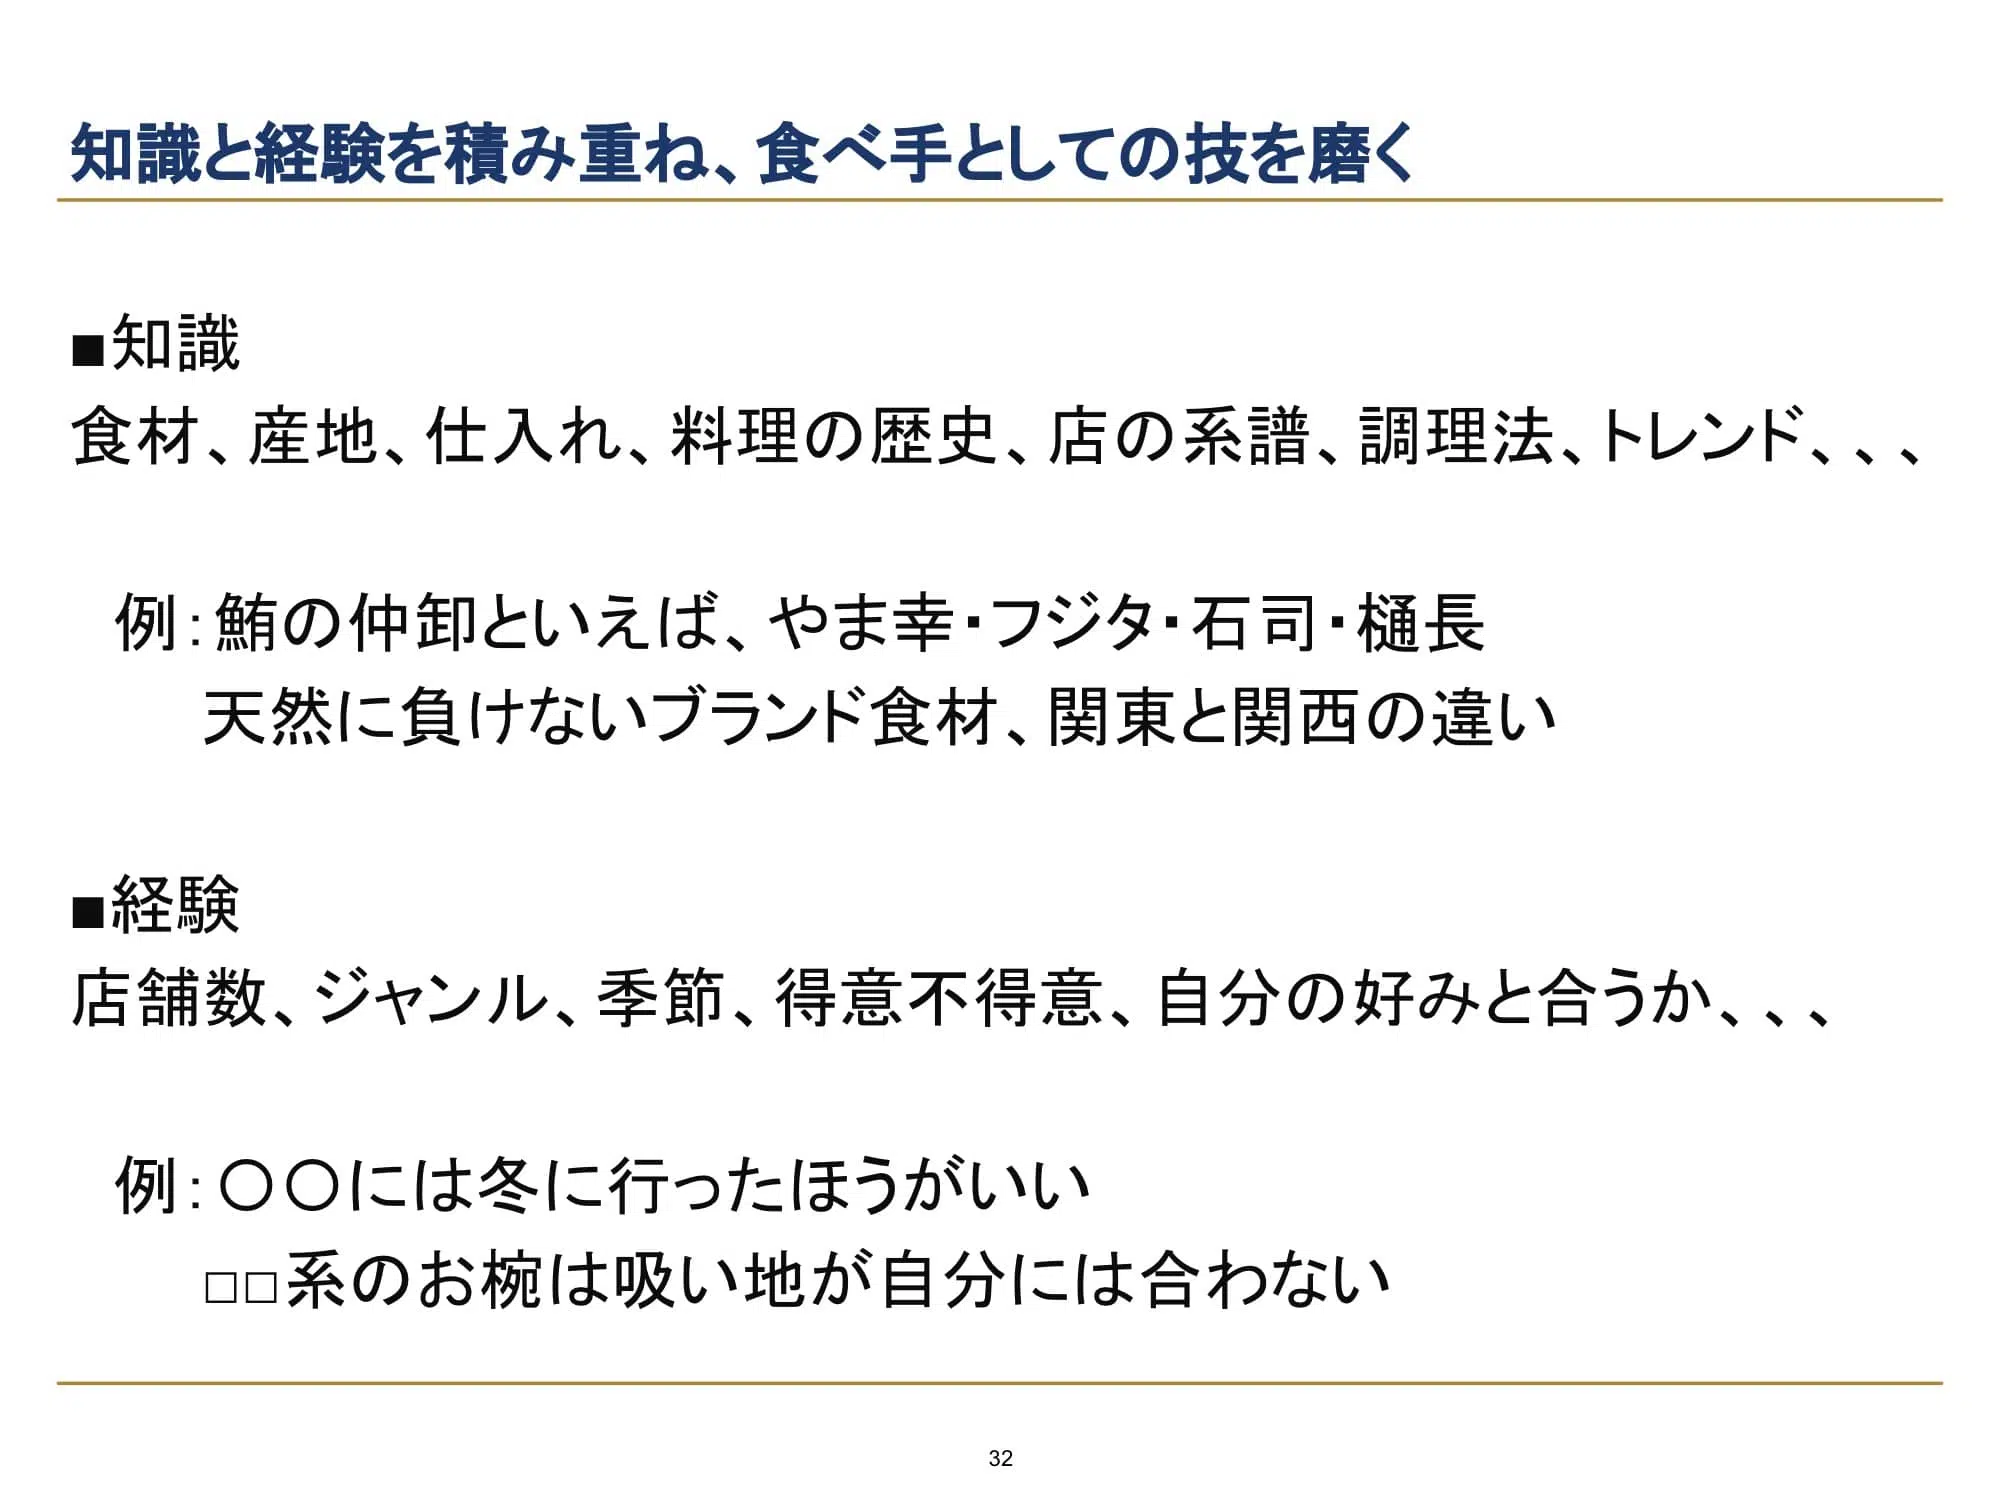 知識と経験を積み重ね、食べ手としての技を磨く
■知識
食材、産地、仕入れ、料理の歴史、店の系譜、調理法、トレンド、、、
例：鮪の仲卸といえば、やま幸・フジタ・石司・樋長
天然に負けないブランド食材、関東と関西の違い
■経験
店舗数、ジャンル、季節、得意不得意、自分の好みと合うか、、、
例：〇〇には冬に行ったほうがいい
□□系のお椀は吸い地が自分には合わない
32